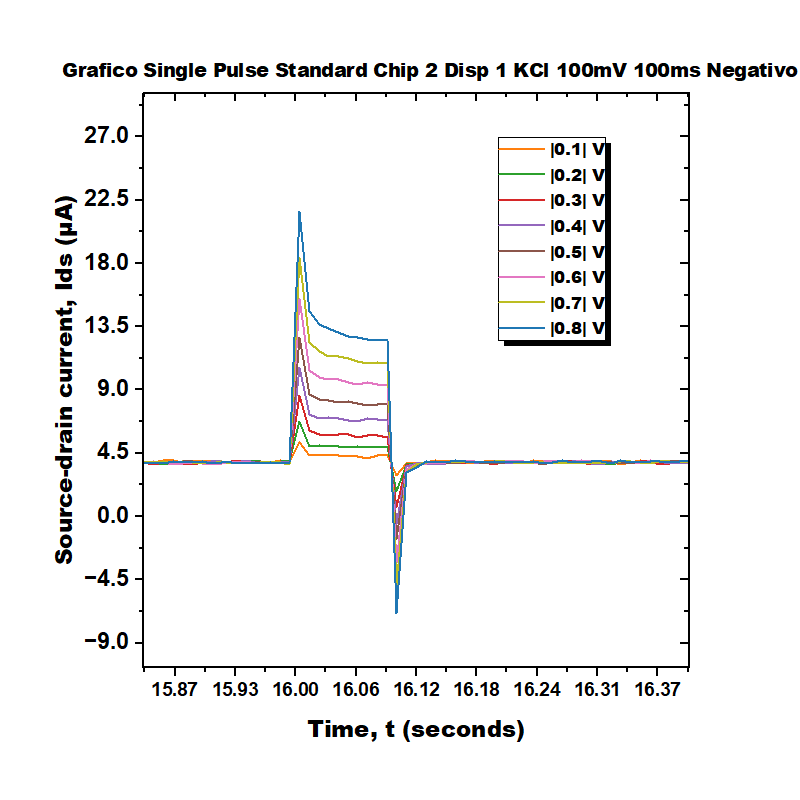 Grafico Single Pulse Standard Chip 2 Disp 1 KCl 100mV 100ms Negativo
27.0
22.5
18.0
13.5
9.0
4.5
0.0
−4.5
−9.0
Source-drain current, Ids (μA)
|0.1| V
|0.2| V
|0.3| V
|0.4| V
|0.5| V
|0.6| V
|0.7| V
|0.8| V
15.87 15.93 16.00 16.06 16.12 16.18 16.24 16.31 16.37
Time, t (seconds)